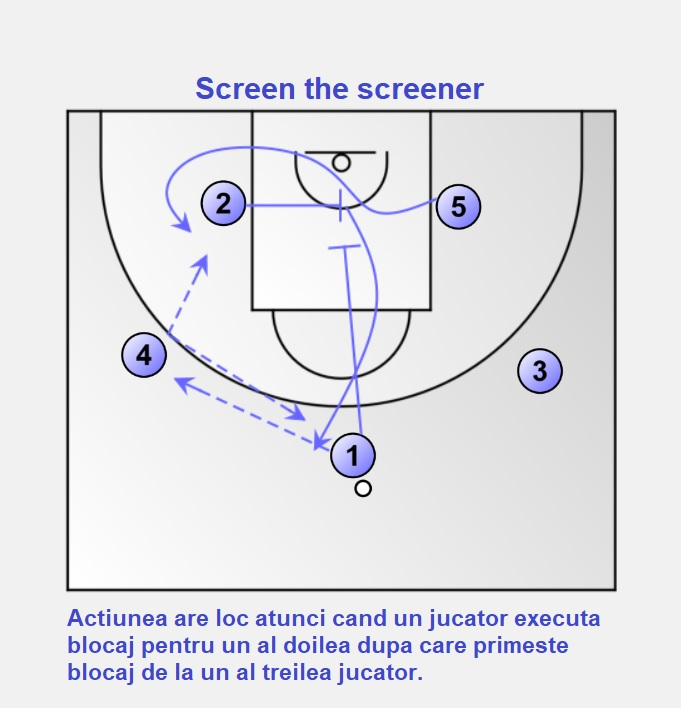 Screen the screener
2
5
4
3
1
Actiunea are loc atunci cand un jucator executa
blocaj pentru un al doilea dupa care primeste
blocaj de la un al treilea jucator.